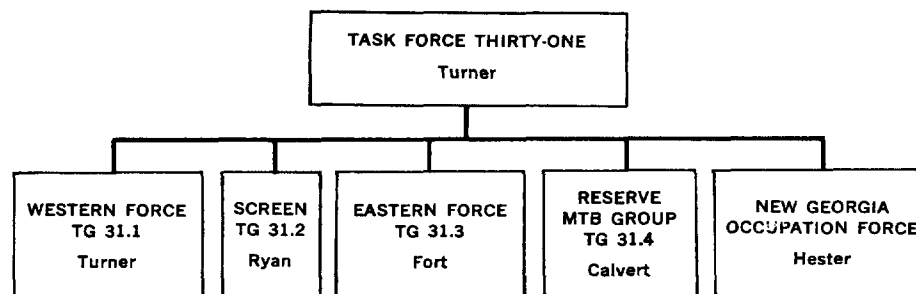 TASK FORCE THIRTY-ONE
Turner
WESTERN FORCE
TG 31.1
Turner
SCREEN
TG 31.2
Ryan
EASTERN FORCE
TG 31.3
Fort
RESERVE
MTB GROUP
TG 31.4
Calvert
NEW GEORGIA
OCCUPATION FORCE
Hester